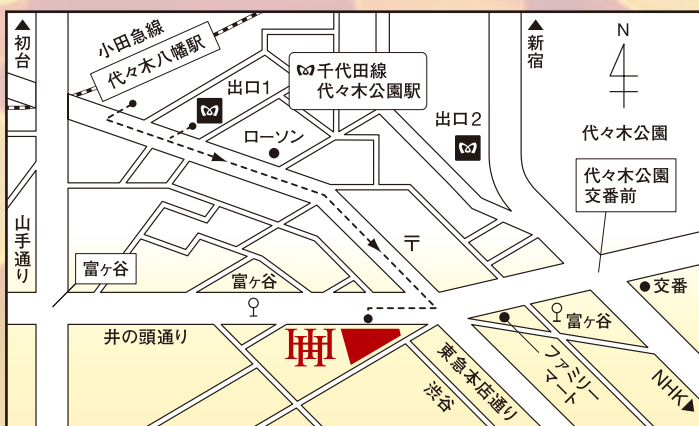 初台
小田急線
代々木八幡駅
出口1
千代田線
代々木公園駅
新宿
N
ローソン
出口2
代々木公園
代々木公園
交番前
山手通り
富ヶ谷
富ヶ谷
〒
交番
富ヶ谷
井の頭通り
HH
東急本店通り
渋谷
ファミリー
マート
NHK